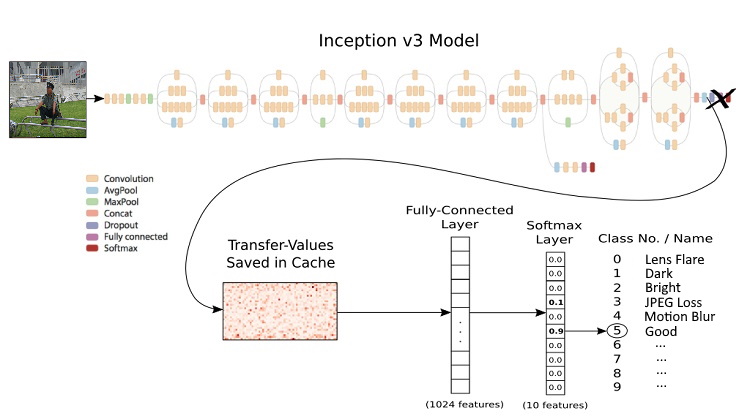 Inception v3 Model
Convolution
AvgPool
MaxPool
Concat
Dropout
Fully connected
Softmax
Transfer-Values
Saved in Cache
Fully-Connected
Layer
(1024 features)
Softmax
Layer
0.0
0.0
0.0
0.1
0.0
0.9
0.0
0.0
0.0
0.0
(10 features)
Class No. / Name
0 Lens Flare
1 Dark
2 Bright
3 JPEG Loss
4 Motion Blur
5 Good
6 ...
7 ...
8 ...
9 ...